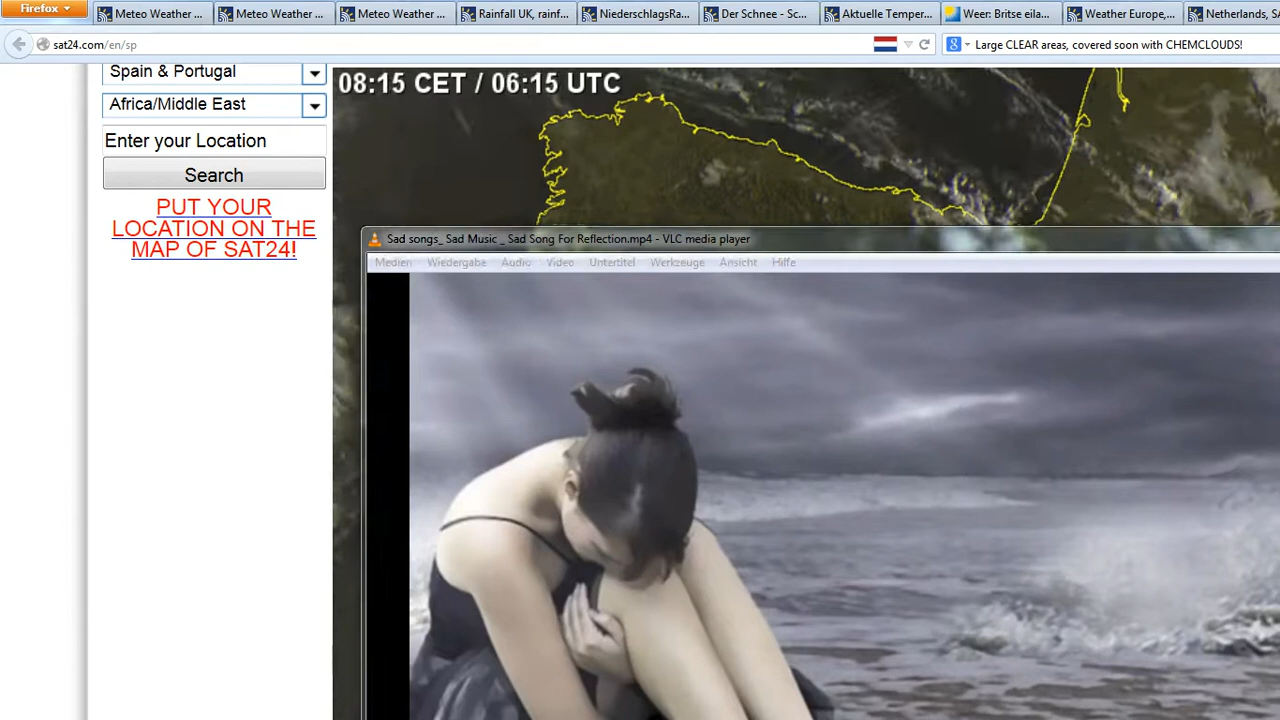 Firefox
Meteo Weather ...
Meteo Weather ...
Meteo Weather ...
Rainfall UK, rainf...
NiederschlagsRa...
Der Schnee - Sc...
Aktuelle Temper...
Weer: Britse eila...
Weather Europe,...
Netherlands, S
sat24.com/en/sp
Large CLEAR areas, covered soon with CHEMCLOUDS!
Spain & Portugal
Africa/Middle East
Enter your Location
Search
PUT YOUR
LOCATION ON THE
MAP OF SAT24!
08:15 CET / 06:15 UTC
Sad songs_ Sad Music _ Sad Song For Reflection.mp4 - VLC media player
Medien Wiedergabe Audio Video Untertitel Werkzeuge Ansicht Hilfe